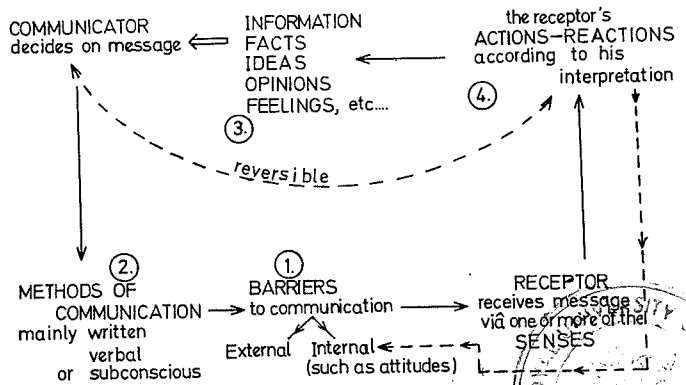 COMMUNICATOR
decides on message
INFORMATION
FACTS
IDEAS
OPINIONS
FEELINGS, etc....
the receptor's
ACTIONS-REACTIONS
according to his
interpretation
4.
3.
reversible
2.
METHODS OF
COMMUNICATION
mainly written
verbal
or subconscious
1.
BARRIERS
to communication
External
Internal
(such as attitudes)
RECEPTOR
receives message
viâ one or more of the
SENSES